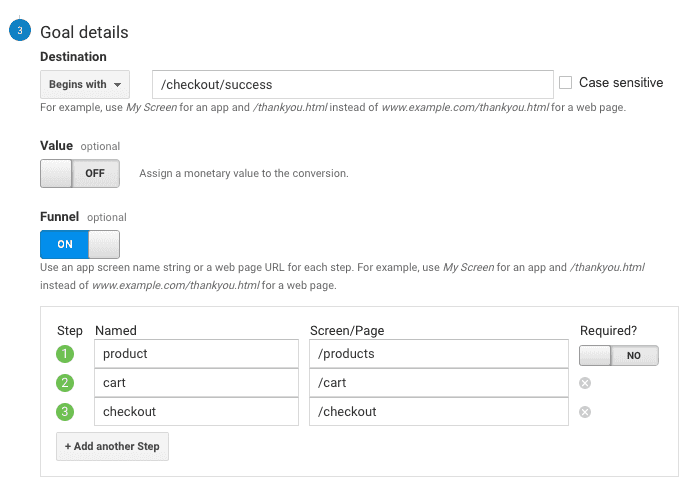 3 Goal details
Destination
Begins with /checkout/success Case sensitive
For example, use My Screen for an app and /thankyou.html instead of www.example.com/thankyou.html for a web page.
Value optional
OFF Assign a monetary value to the conversion.
Funnel optional
ON
Use an app screen name string or a web page URL for each step. For example, use My Screen for an app and /thankyou.html
instead of www.example.com/thankyou.html for a web page.
Step Named Screen/Page Required?
1 product /products NO
2 cart /cart
3 checkout /checkout
+ Add another Step